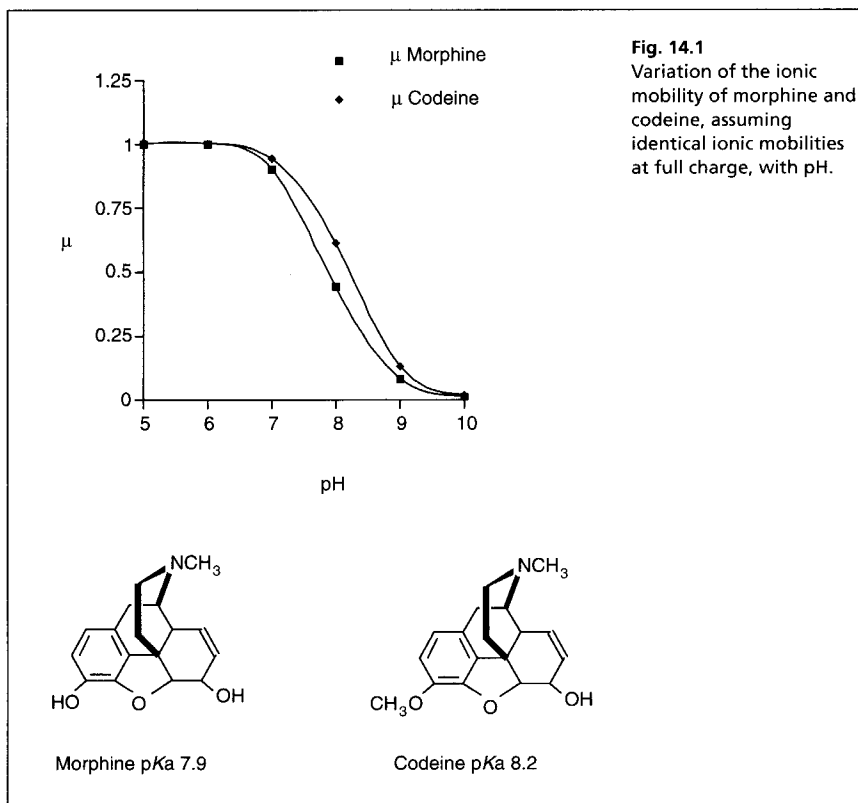 μ Morphine
μ Codeine
1.25
1
0.75
μ
0.5
0.25
0
5 6 7 8 9 10
pH
Fig. 14.1
Variation of the ionic
mobility of morphine and
codeine, assuming
identical ionic mobilities
at full charge, with pH.
NCH₃
HO
O
OH
Morphine pKa 7.9
NCH₃
CH₃O
O
OH
Codeine pKa 8.2